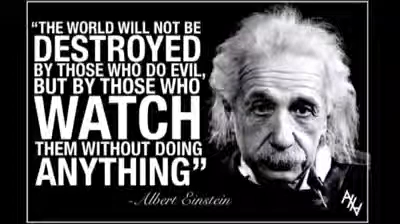 “THE WORLD WILL NOT BE
DESTROYED
BY THOSE WHO DO EVIL,
BUT BY THOSE WHO
WATCH
THEM WITHOUT DOING
ANYTHING”
-Albert Einstein